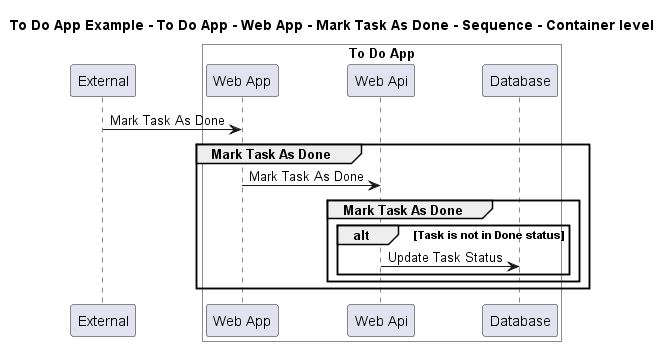 To Do App Example - To Do App - Web App - Mark Task As Done - Sequence - Container level
To Do App
External
Web App
Web Api
Database
Mark Task As Done
Mark Task As Done
Mark Task As Done
Mark Task As Done
alt
[Task is not in Done status]
Update Task Status
External
Web App
Web Api
Database